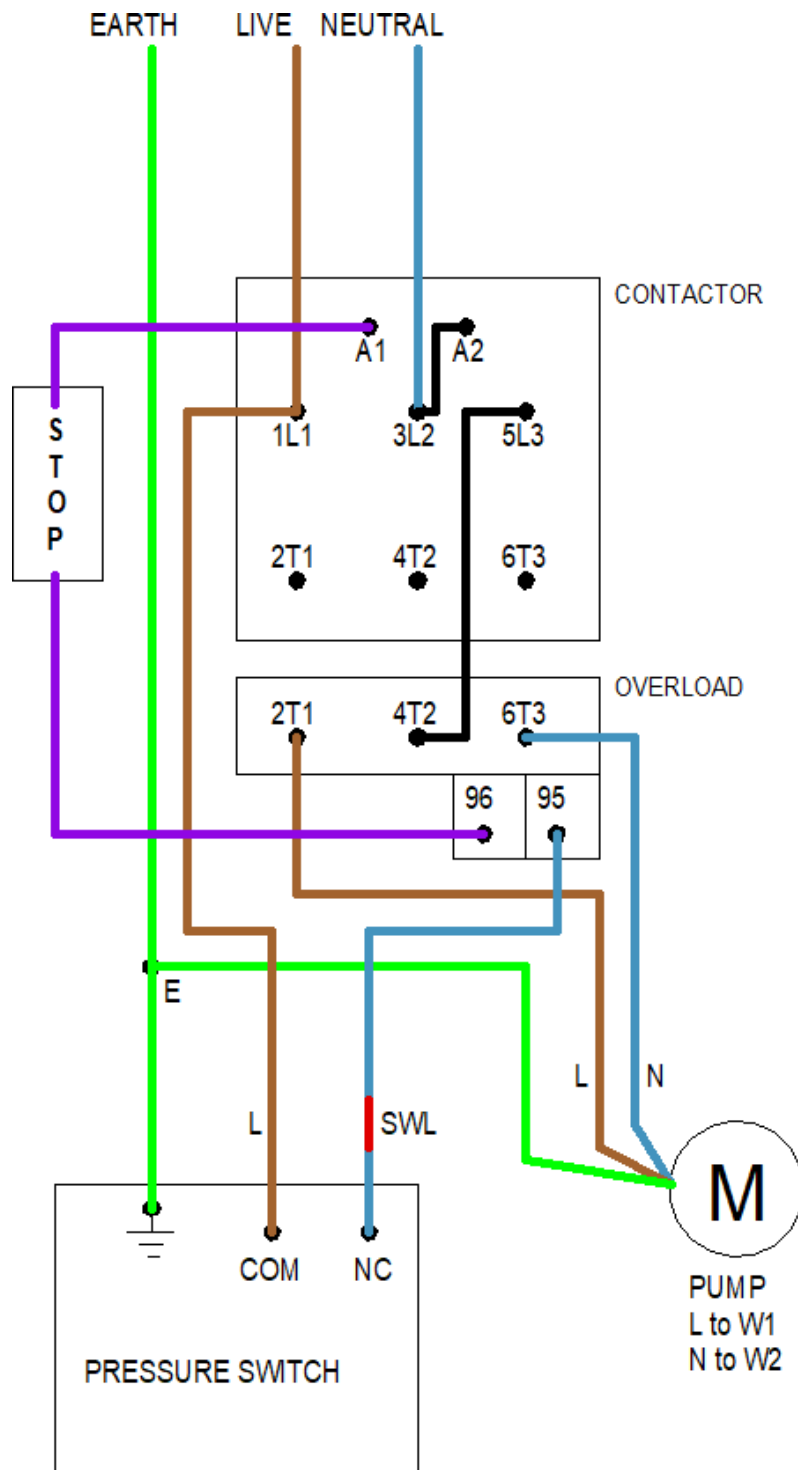 EARTH LIVE NEUTRAL
CONTACTOR
A1 A2
1L1 3L2 5L3
S
T
O
P
2T1 4T2 6T3
OVERLOAD
2T1 4T2 6T3
96 95
E
L N
L SWL
M
COM NC
PUMP
L to W1
N to W2
PRESSURE SWITCH